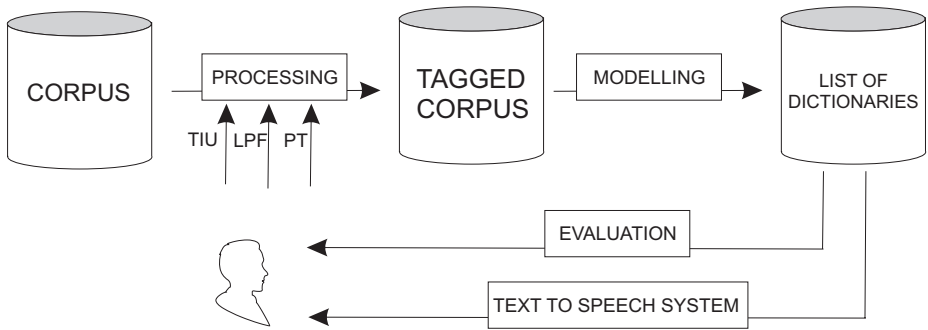 CORPUS
PROCESSING
TIU LPF PT
TAGGED
CORPUS
MODELLING
LIST OF
DICTIONARIES
EVALUATION
TEXT TO SPEECH SYSTEM